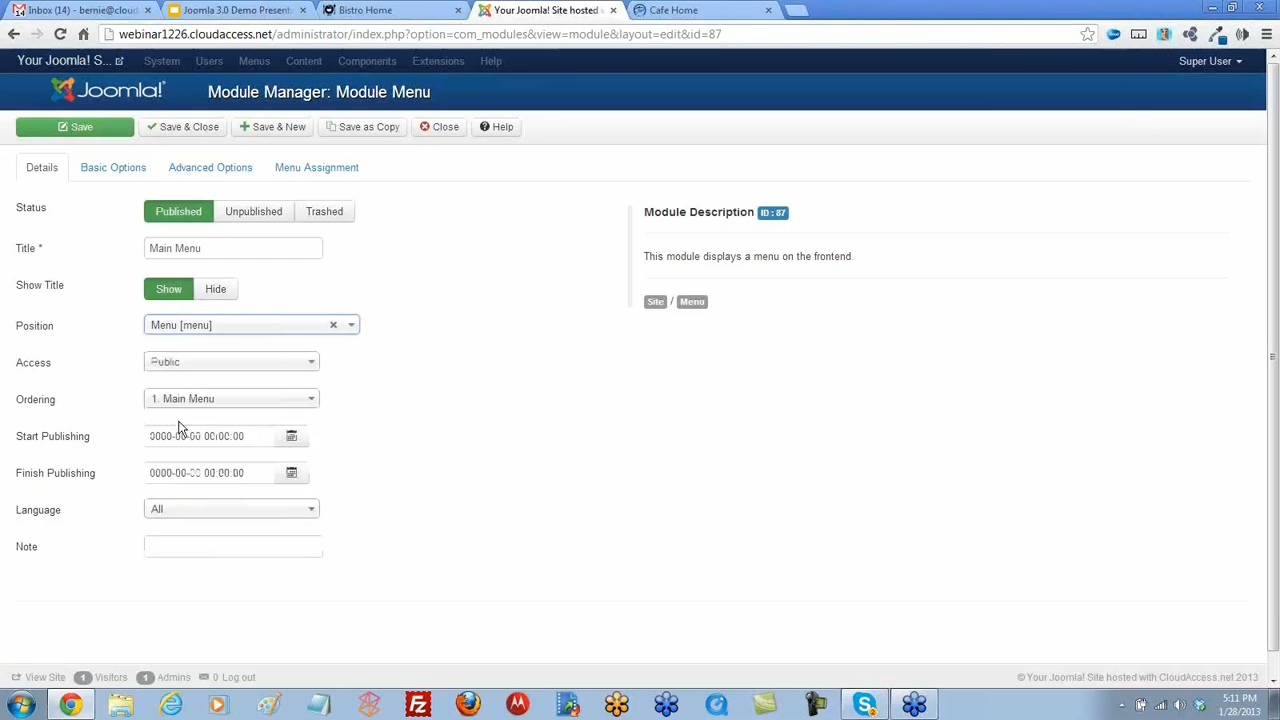 Inbox (14) - bernie@cloud
Joomla 3.0 Demo Presenta
Bistro Home
Your Joomla! Site hosted
Cafe Home
webinar1226.cloudaccess.net/administrator/index.php?option=com_modules&view=module&layout=edit&id=87
Your Joomla! S... System Users Menus Content Components Extensions Help Super User
Joomla! Module Manager: Module Menu
Save Save & Close Save & New Save as Copy Close Help
Details Basic Options Advanced Options Menu Assignment
Status Published Unpublished Trashed
Module Description ID : 87
Title * Main Menu
This module displays a menu on the frontend.
Show Title Show Hide
Site / Menu
Position Menu [menu]
Access Public
Ordering 1. Main Menu
Start Publishing 0000-00-00 00:00:00
Finish Publishing 0000-00-00 00:00:00
Language All
Note
View Site 1 Visitors 1 Admins 0 Log out © Your Joomla! Site hosted with CloudAccess.net 2013
5:11 PM
1/28/2013